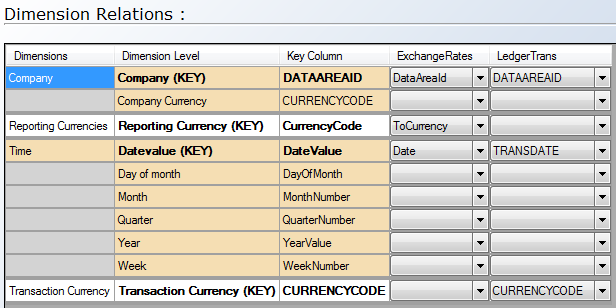 Dimension Relations :
Dimensions Dimension Level Key Column ExchangeRates LedgerTrans
Company Company (KEY) DATAAREAID DataAreaId DATAAREAID
Company Currency CURRENCYCODE
Reporting Currencies Reporting Currency (KEY) CurrencyCode ToCurrency
Time Datevalue (KEY) DateValue Date TRANSDATE
Day of month DayOfMonth
Month MonthNumber
Quarter QuarterNumber
Year YearValue
Week WeekNumber
Transaction Currency Transaction Currency (KEY) CURRENCYCODE CURRENCYCODE